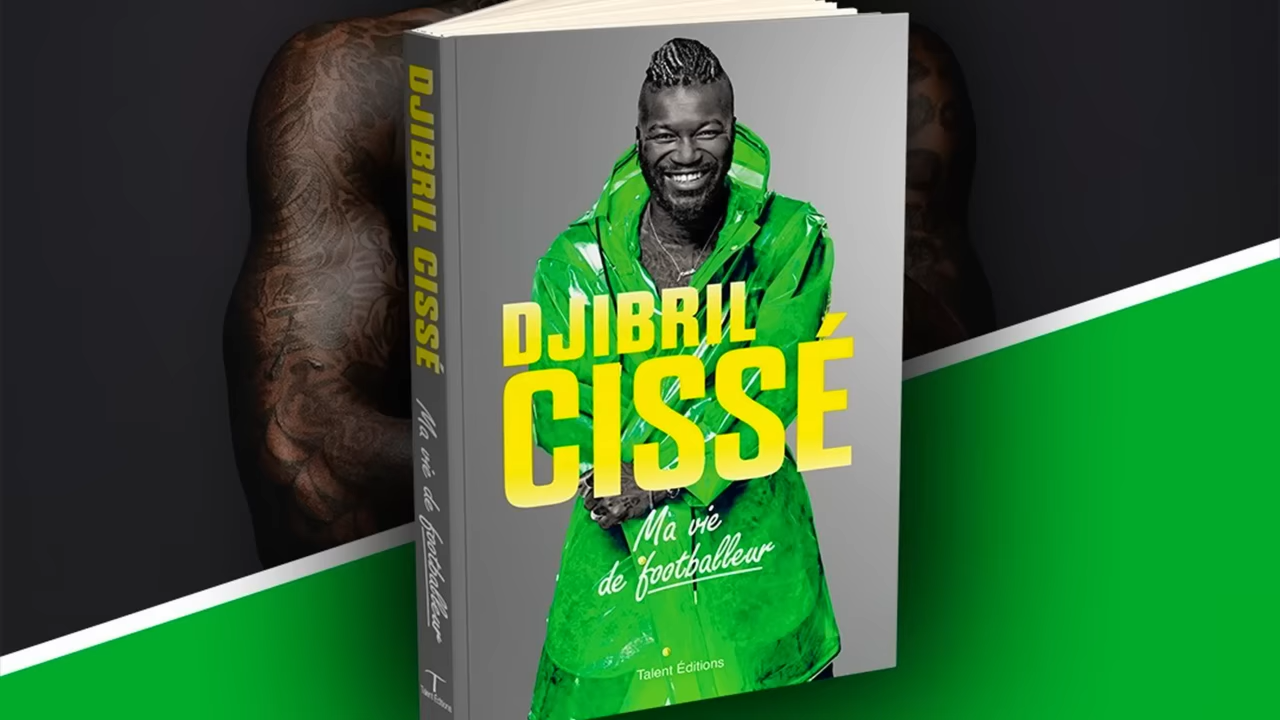 DJIBRIL CISSÉ
Ma vie de footballeur
T
Talent Éditions
DJIBRIL
CISSÉ
Ma vie
de footballeur
Talent Éditions